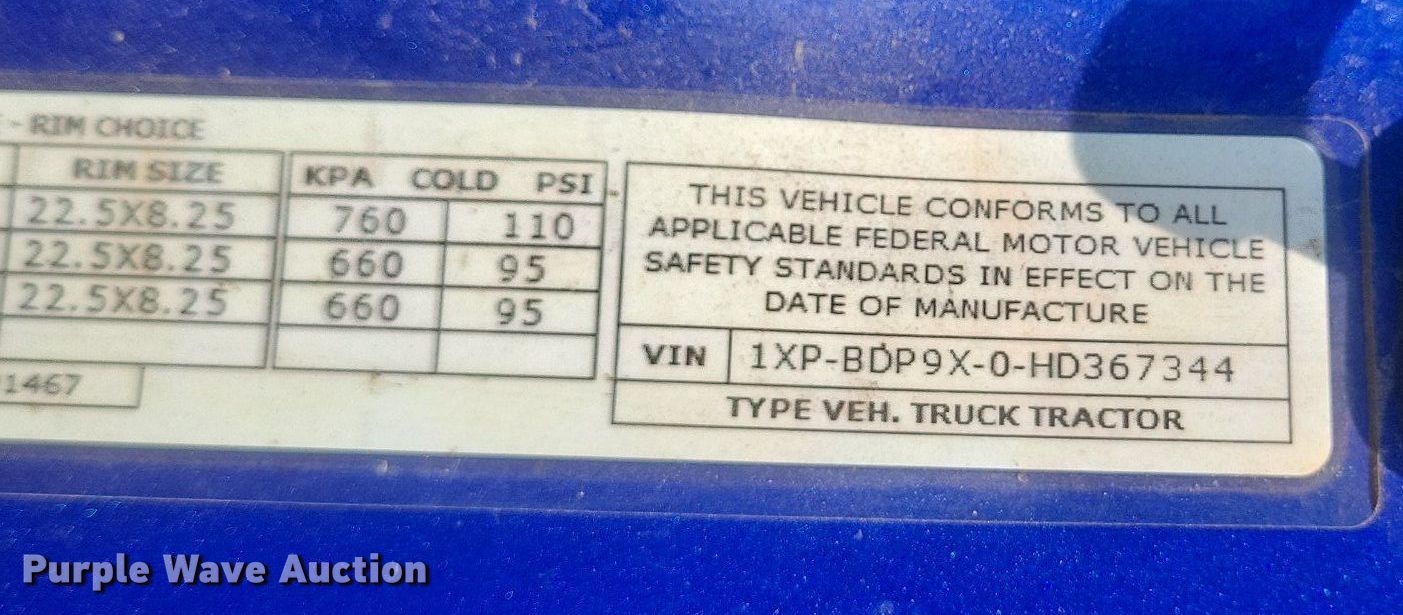 - RIM CHOICE
RIM SIZE KPA COLD PSI
22.5X8.25 760 110
22.5X8.25 660 95
22.5X8.25 660 95
1467
THIS VEHICLE CONFORMS TO ALL
APPLICABLE FEDERAL MOTOR VEHICLE
SAFETY STANDARDS IN EFFECT ON THE
DATE OF MANUFACTURE
VIN 1XP-BDP9X-0-HD367344
TYPE VEH. TRUCK TRACTOR
Purple Wave Auction